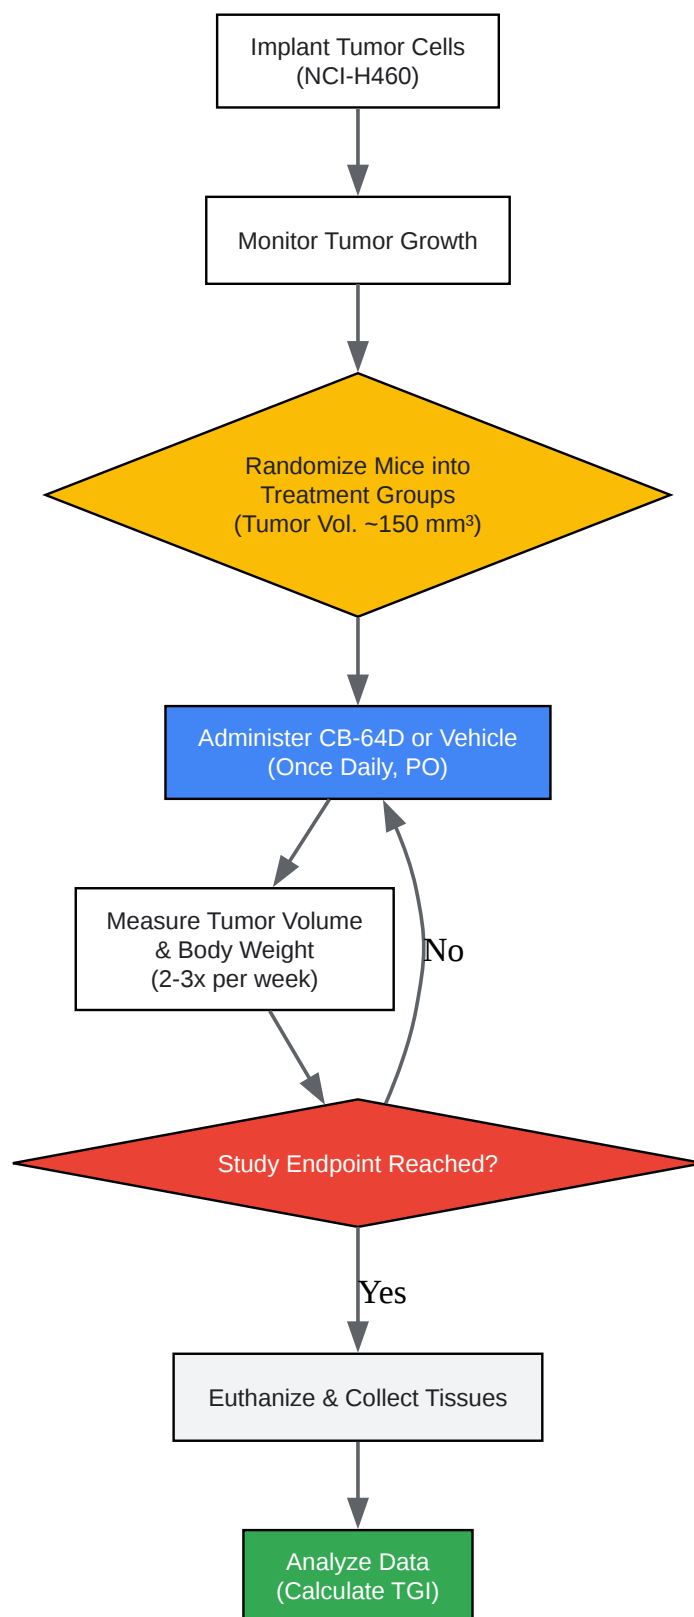 Implant Tumor Cells
(NCI-H460)
Monitor Tumor Growth
Randomize Mice into
Treatment Groups
(Tumor Vol. ~150 mm³)
Administer CB-64D or Vehicle
(Once Daily, PO)
Measure Tumor Volume
& Body Weight
(2-3x per week)
No
Study Endpoint Reached?
Yes
Euthanize & Collect Tissues
Analyze Data
(Calculate TGI)